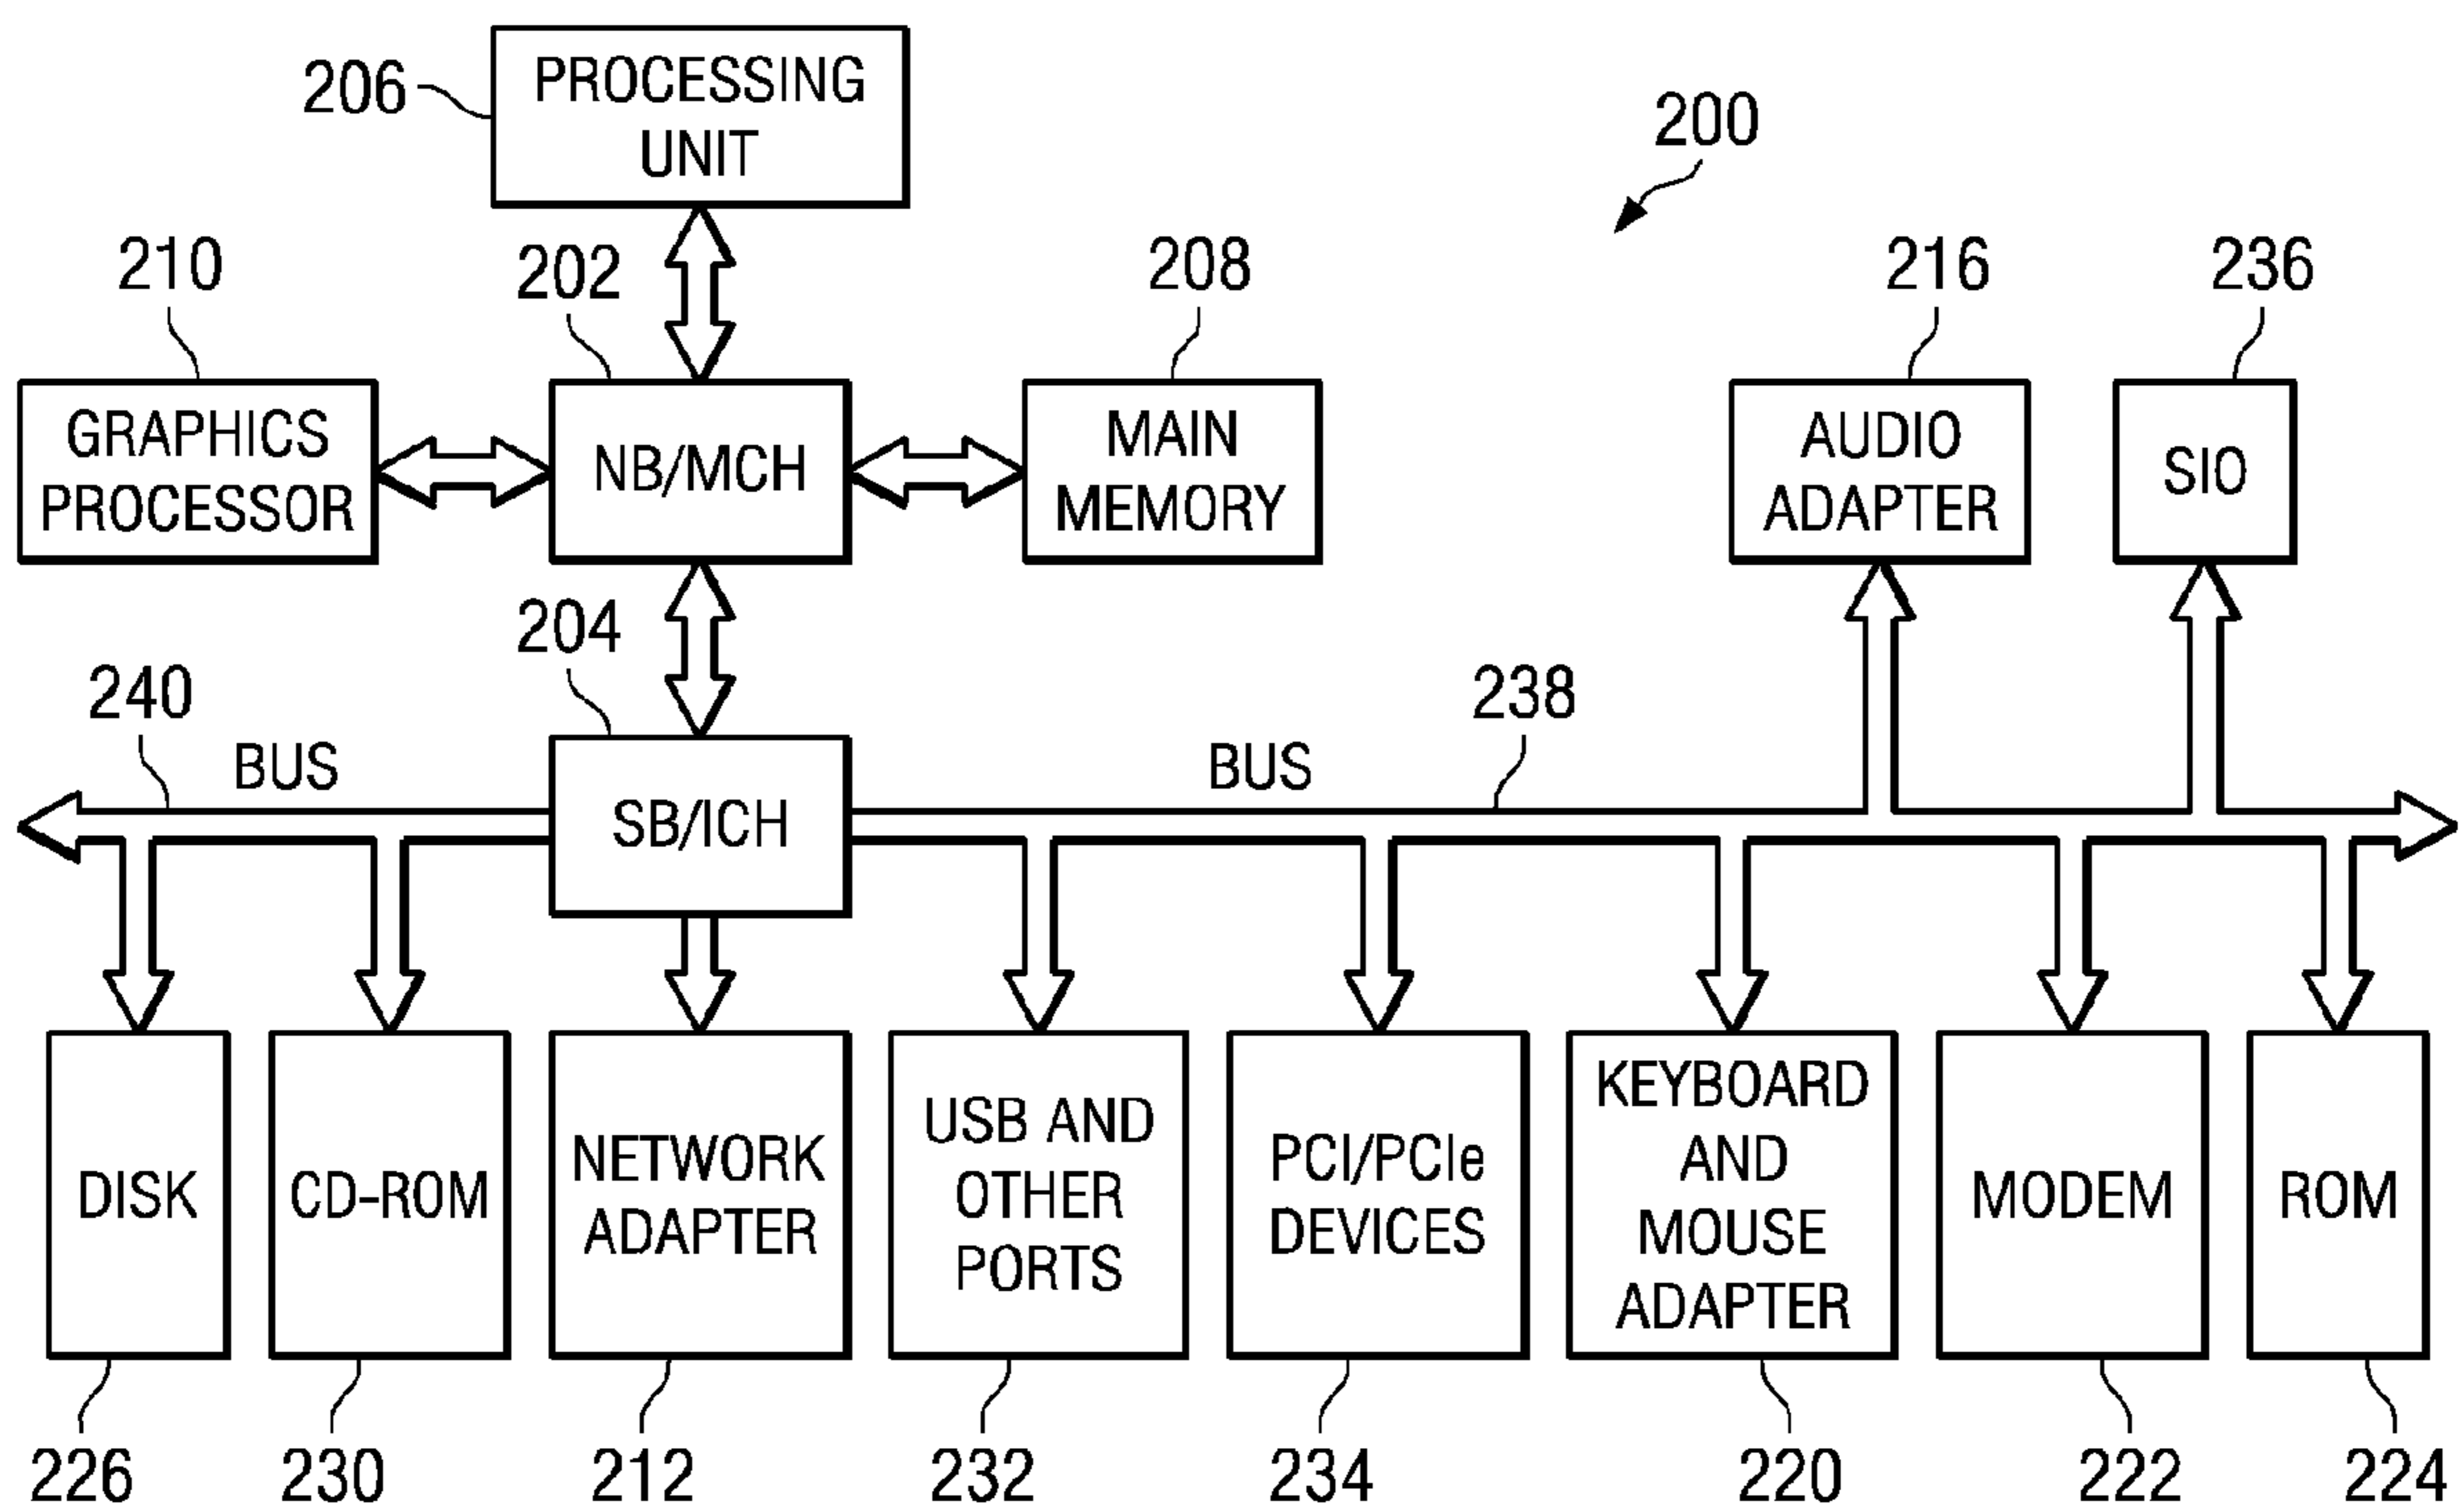 206
PROCESSING
UNIT
200
210
202
208
216
236
GRAPHICS
PROCESSOR
NB/MCH
MAIN
MEMORY
AUDIO
ADAPTER
SIO
204
240
BUS
238
BUS
SB/ICH
DISK
CD-ROM
NETWORK
ADAPTER
USB AND
OTHER
PORTS
PCI/PCIe
DEVICES
KEYBOARD
AND
MOUSE
ADAPTER
MODEM
ROM
226
230
212
232
234
220
222
224